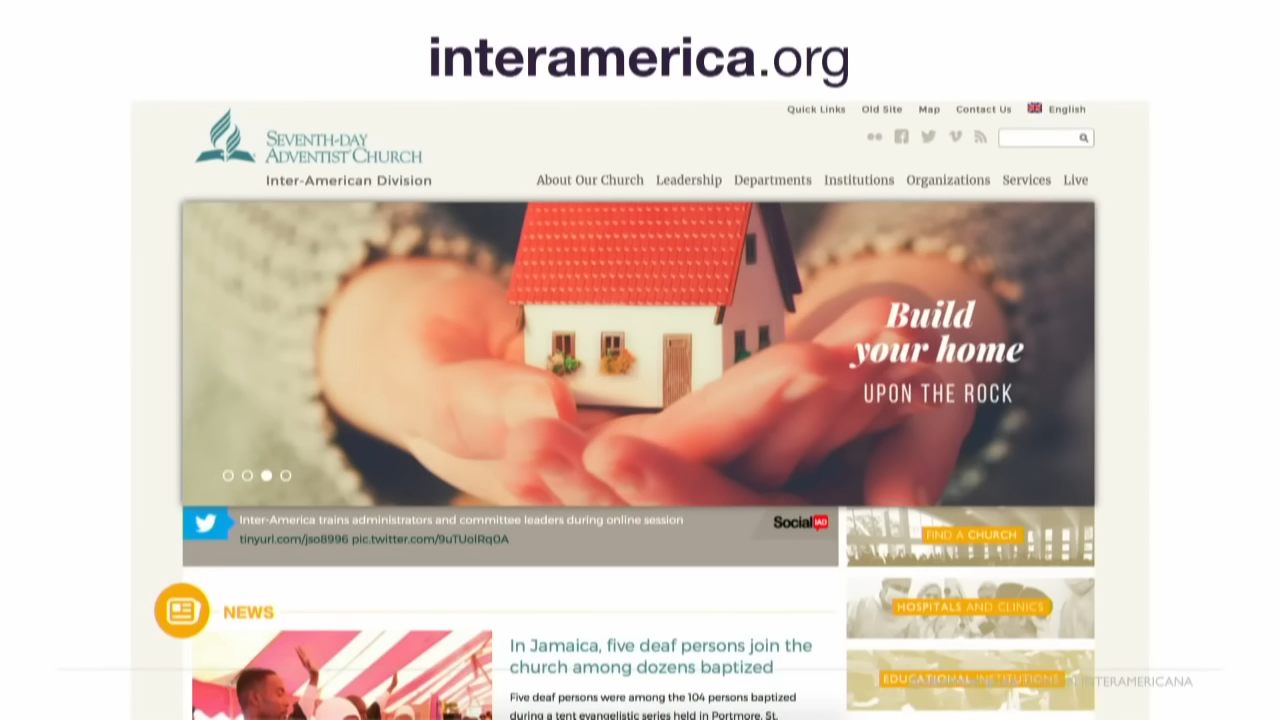 interamerica.org
Quick Links Old Site Map Contact Us English
SEVENTH-DAY
ADVENTIST CHURCH
Inter-American Division
About Our Church Leadership Departments Institutions Organizations Services Live
Build
your home
UPON THE ROCK
Inter-America trains administrators and committee leaders during online session
tinyurl.com/jso8996 pic.twitter.com/9uTUolRq0A
Social IAD
FIND A CHURCH
HOSPITALS AND CLINICS
NEWS
In Jamaica, five deaf persons join the
church among dozens baptized
EDUCATIONAL INSTITUTIONS
INTERAMERICANA
Five deaf persons were among the 104 persons baptized
during a tent evangelistic series held in Portmore, St.